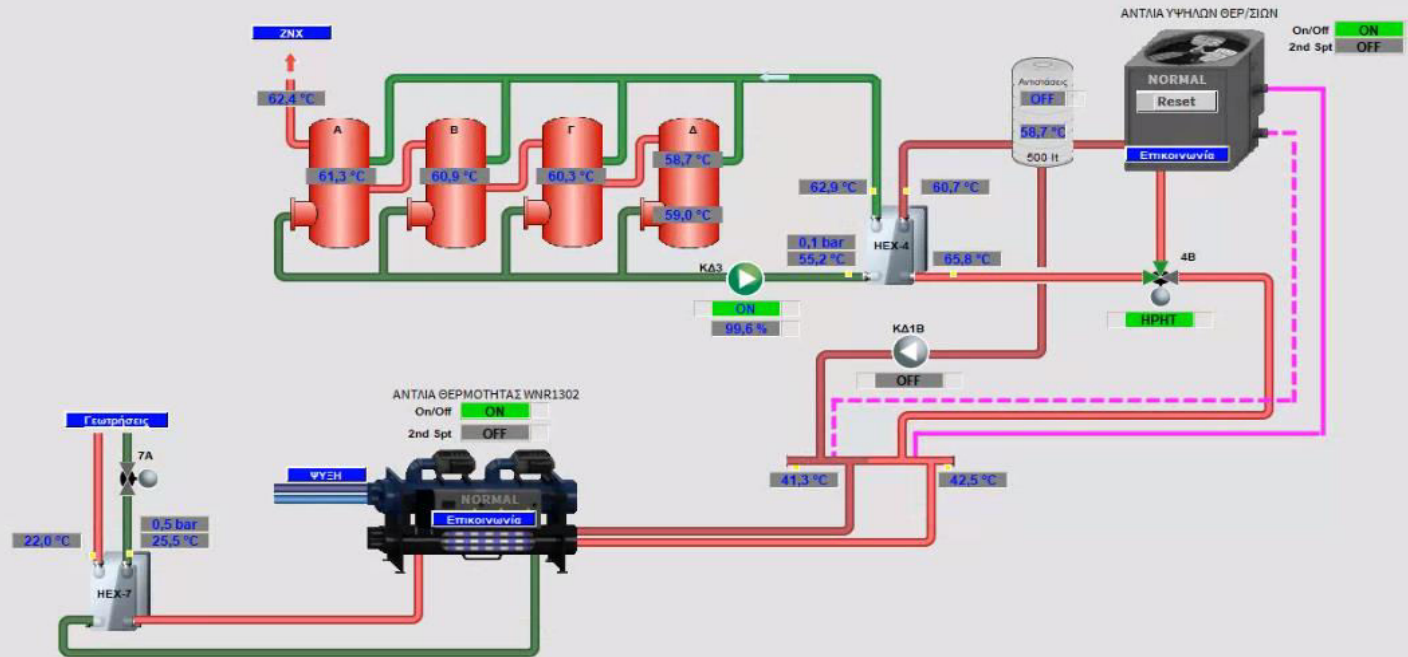 ΑΝΤΛΙΑ ΥΨΗΛΩΝ ΘΕΡ/ΣΙΩΝ
On/Off ON
2nd Spt OFF
ΖΝΧ
62,4 °C
Αντιστάσεις
OFF
58,7 °C
500 lt
NORMAL
Reset
Επικοινωνία
Α
Β
Γ
Δ
61,3 °C
60,9 °C
60,3 °C
58,7 °C
59,0 °C
62,9 °C
60,7 °C
HEX-4
0,1 bar
55,2 °C
65,8 °C
4B
HPHT
ΚΔ3
ON
99,6 %
ΚΔ1Β
OFF
ΑΝΤΛΙΑ ΘΕΡΜΟΤΗΤΑΣ WNR1302
On/Off ON
2nd Spt OFF
Γεωτρήσεις
7A
ΨΥΞΗ
NORMAL
Επικοινωνία
41,3 °C
42,5 °C
22,0 °C
0,5 bar
25,5 °C
HEX-7